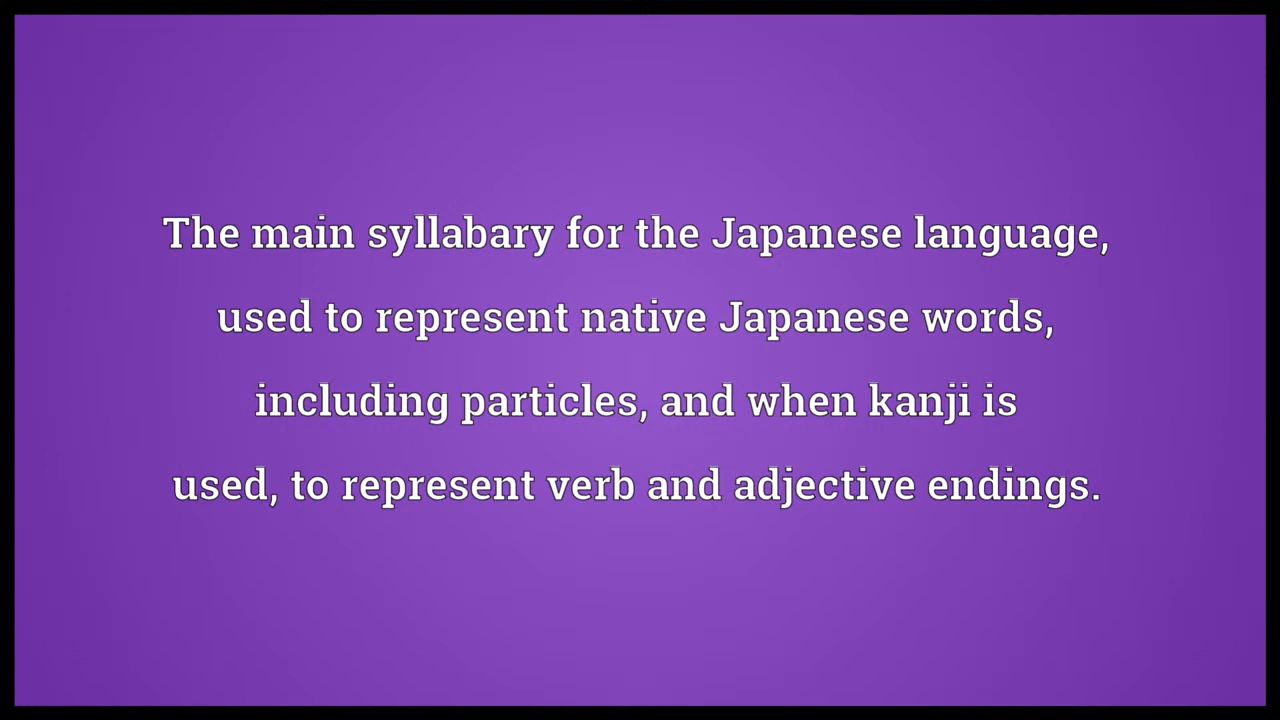 The main syllabary for the Japanese language,
used to represent native Japanese words,
including particles, and when kanji is
used, to represent verb and adjective endings.